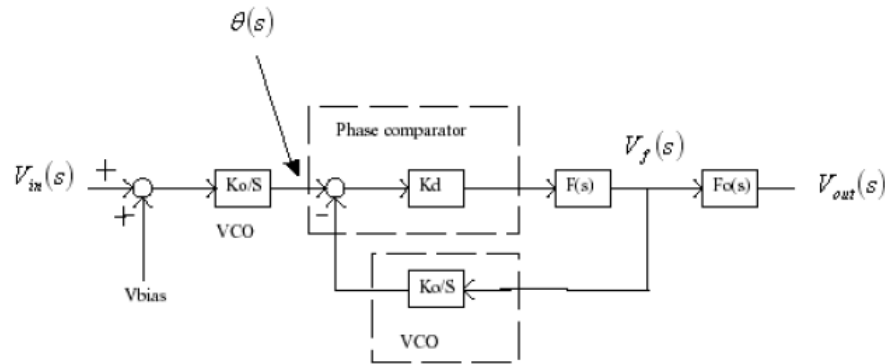 θ(s)
Phase comparator
V_f(s)
V_in(s)
+
+
Ko/S
-
Kd
F(s)
Fo(s)
V_out(s)
VCO
Vbias
Ko/S
VCO